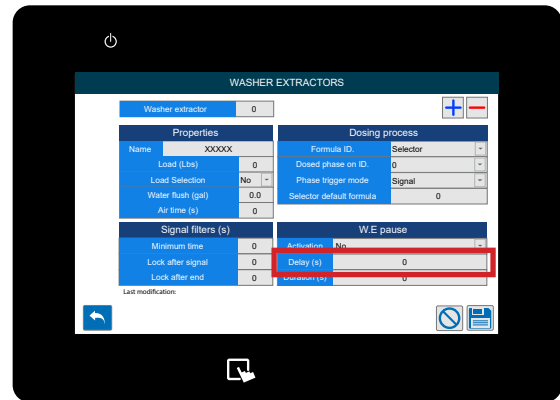 WASHER EXTRACTORS
Washer extractor 0
Properties
Name XXXXX
Load (Lbs) 0
Load Selection No
Water flush (gal) 0.0
Air time (s) 0
Dosing process
Formula ID. Selector
Dosed phase on ID. 0
Phase trigger mode Signal
Selector default formula 0
Signal filters (s)
Minimum time 0
Lock after signal 0
Lock after end 0
W.E pause
Activation No
Delay (s) 0
Duration (s) 0
Last modification: